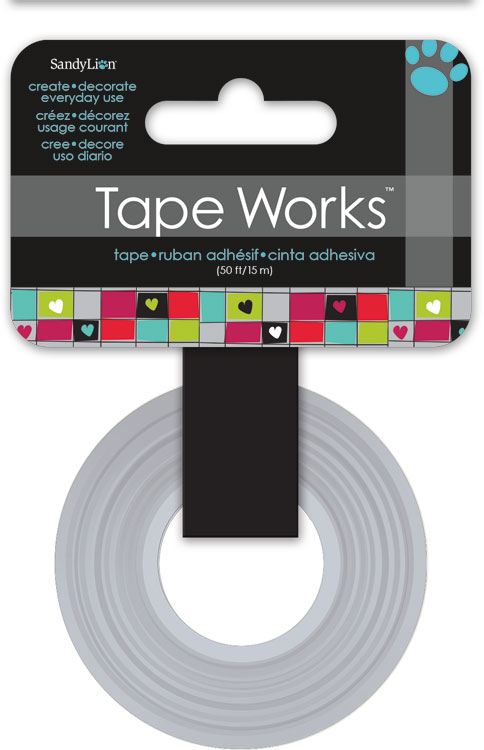 SandyLion
create•decorate
everyday use
créez•décorez
usage courant
cree•decore
uso diario
Tape Works™
tape•ruban adhésif•cinta adhesiva
(50 ft/15 m)